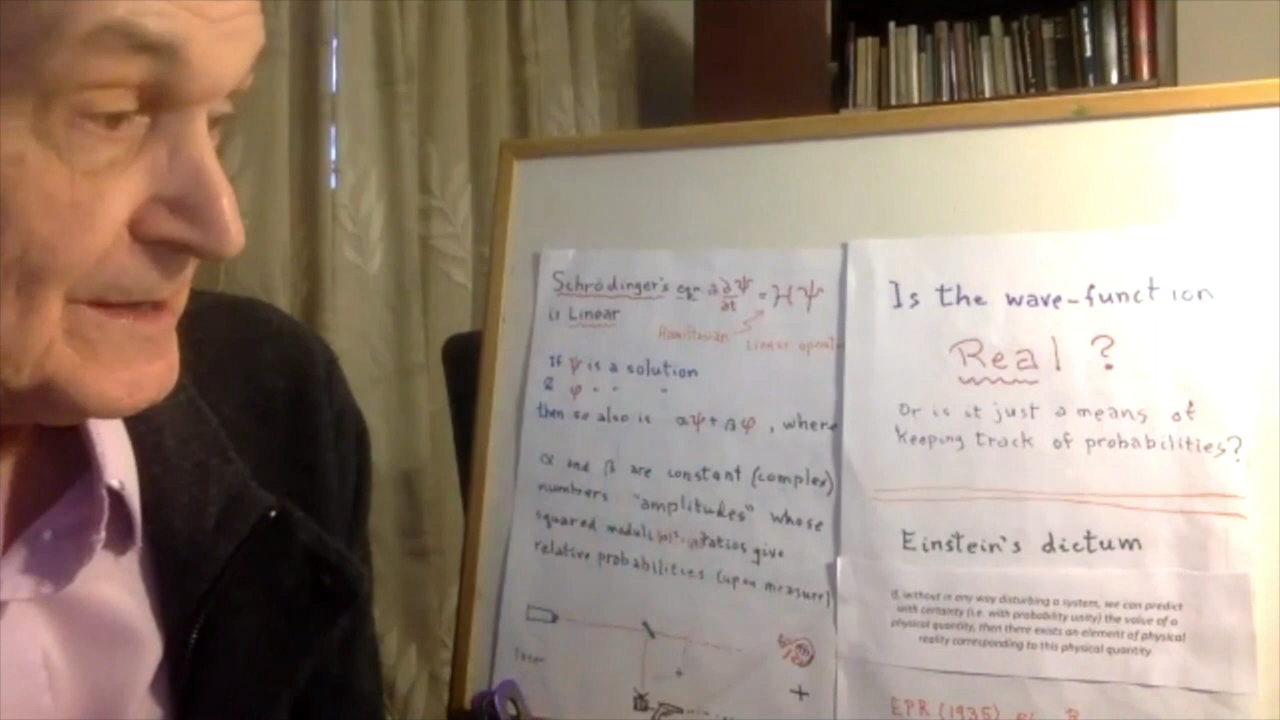 Schrödinger's eqn ∂ψ/∂t = Hψ
is Linear
Hamiltonian Linear
If ψ is a solution
& φ " " "
then so also is αψ + βφ, where
α and β are constant (complex)
numbers "amplitudes" whose
squared moduli ratios give
relative probabilities (upon measure)
laser
+
+
Is the wave-function
Real?
Or is it just a means of
keeping track of probabilities?
Einstein's dictum
If, without in any way disturbing a system, we can predict
with certainty (i.e. with probability unity) the value of a
physical quantity, then there exists an element of physical
reality corresponding to this physical quantity.
EPR (1935)